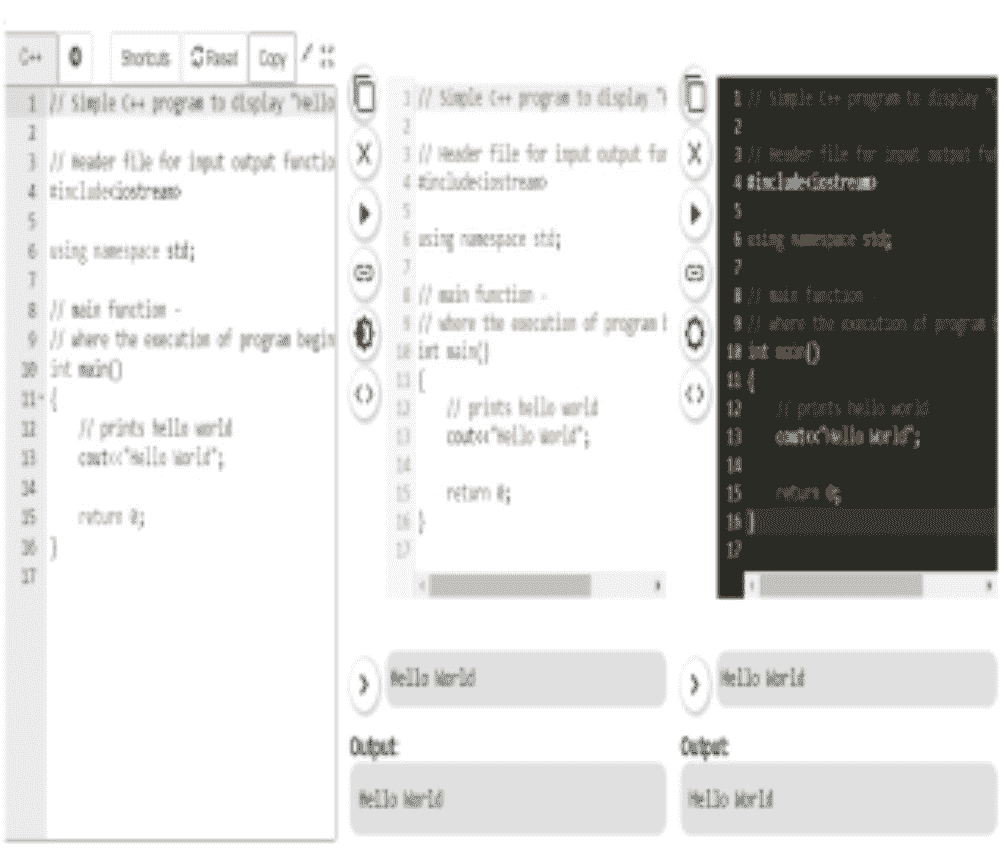 C++ Shortcuts Reset Copy
1 // Simple C++ program to display "Hello
2
3 // Header file for input output functio
4 #include<iostream>
5
6 using namespace std;
7
8 // main function -
9 // where the execution of program begin
10 int main()
11 {
12 // prints hello world
13 cout<<"Hello World";
14
15 return 0;
16 }
17
1 // Simple C++ program to display "H
2
3 // Header file for input output fun
4 #include<iostream>
5
6 using namespace std;
7
8 // main function -
9 // where the execution of program b
10 int main()
11 {
12 // prints hello world
13 cout<<"Hello World";
14
15 return 0;
16 }
17
Hello World
Output:
Hello World
1 // Simple C++ program to display "H
2
3 // Header file for input output fun
4 #include<iostream>
5
6 using namespace std;
7
8 // main function -
9 // where the execution of program b
10 int main()
11 {
12 // prints hello world
13 cout<<"Hello World";
14
15 return 0;
16 }
17
Hello World
Output:
Hello World